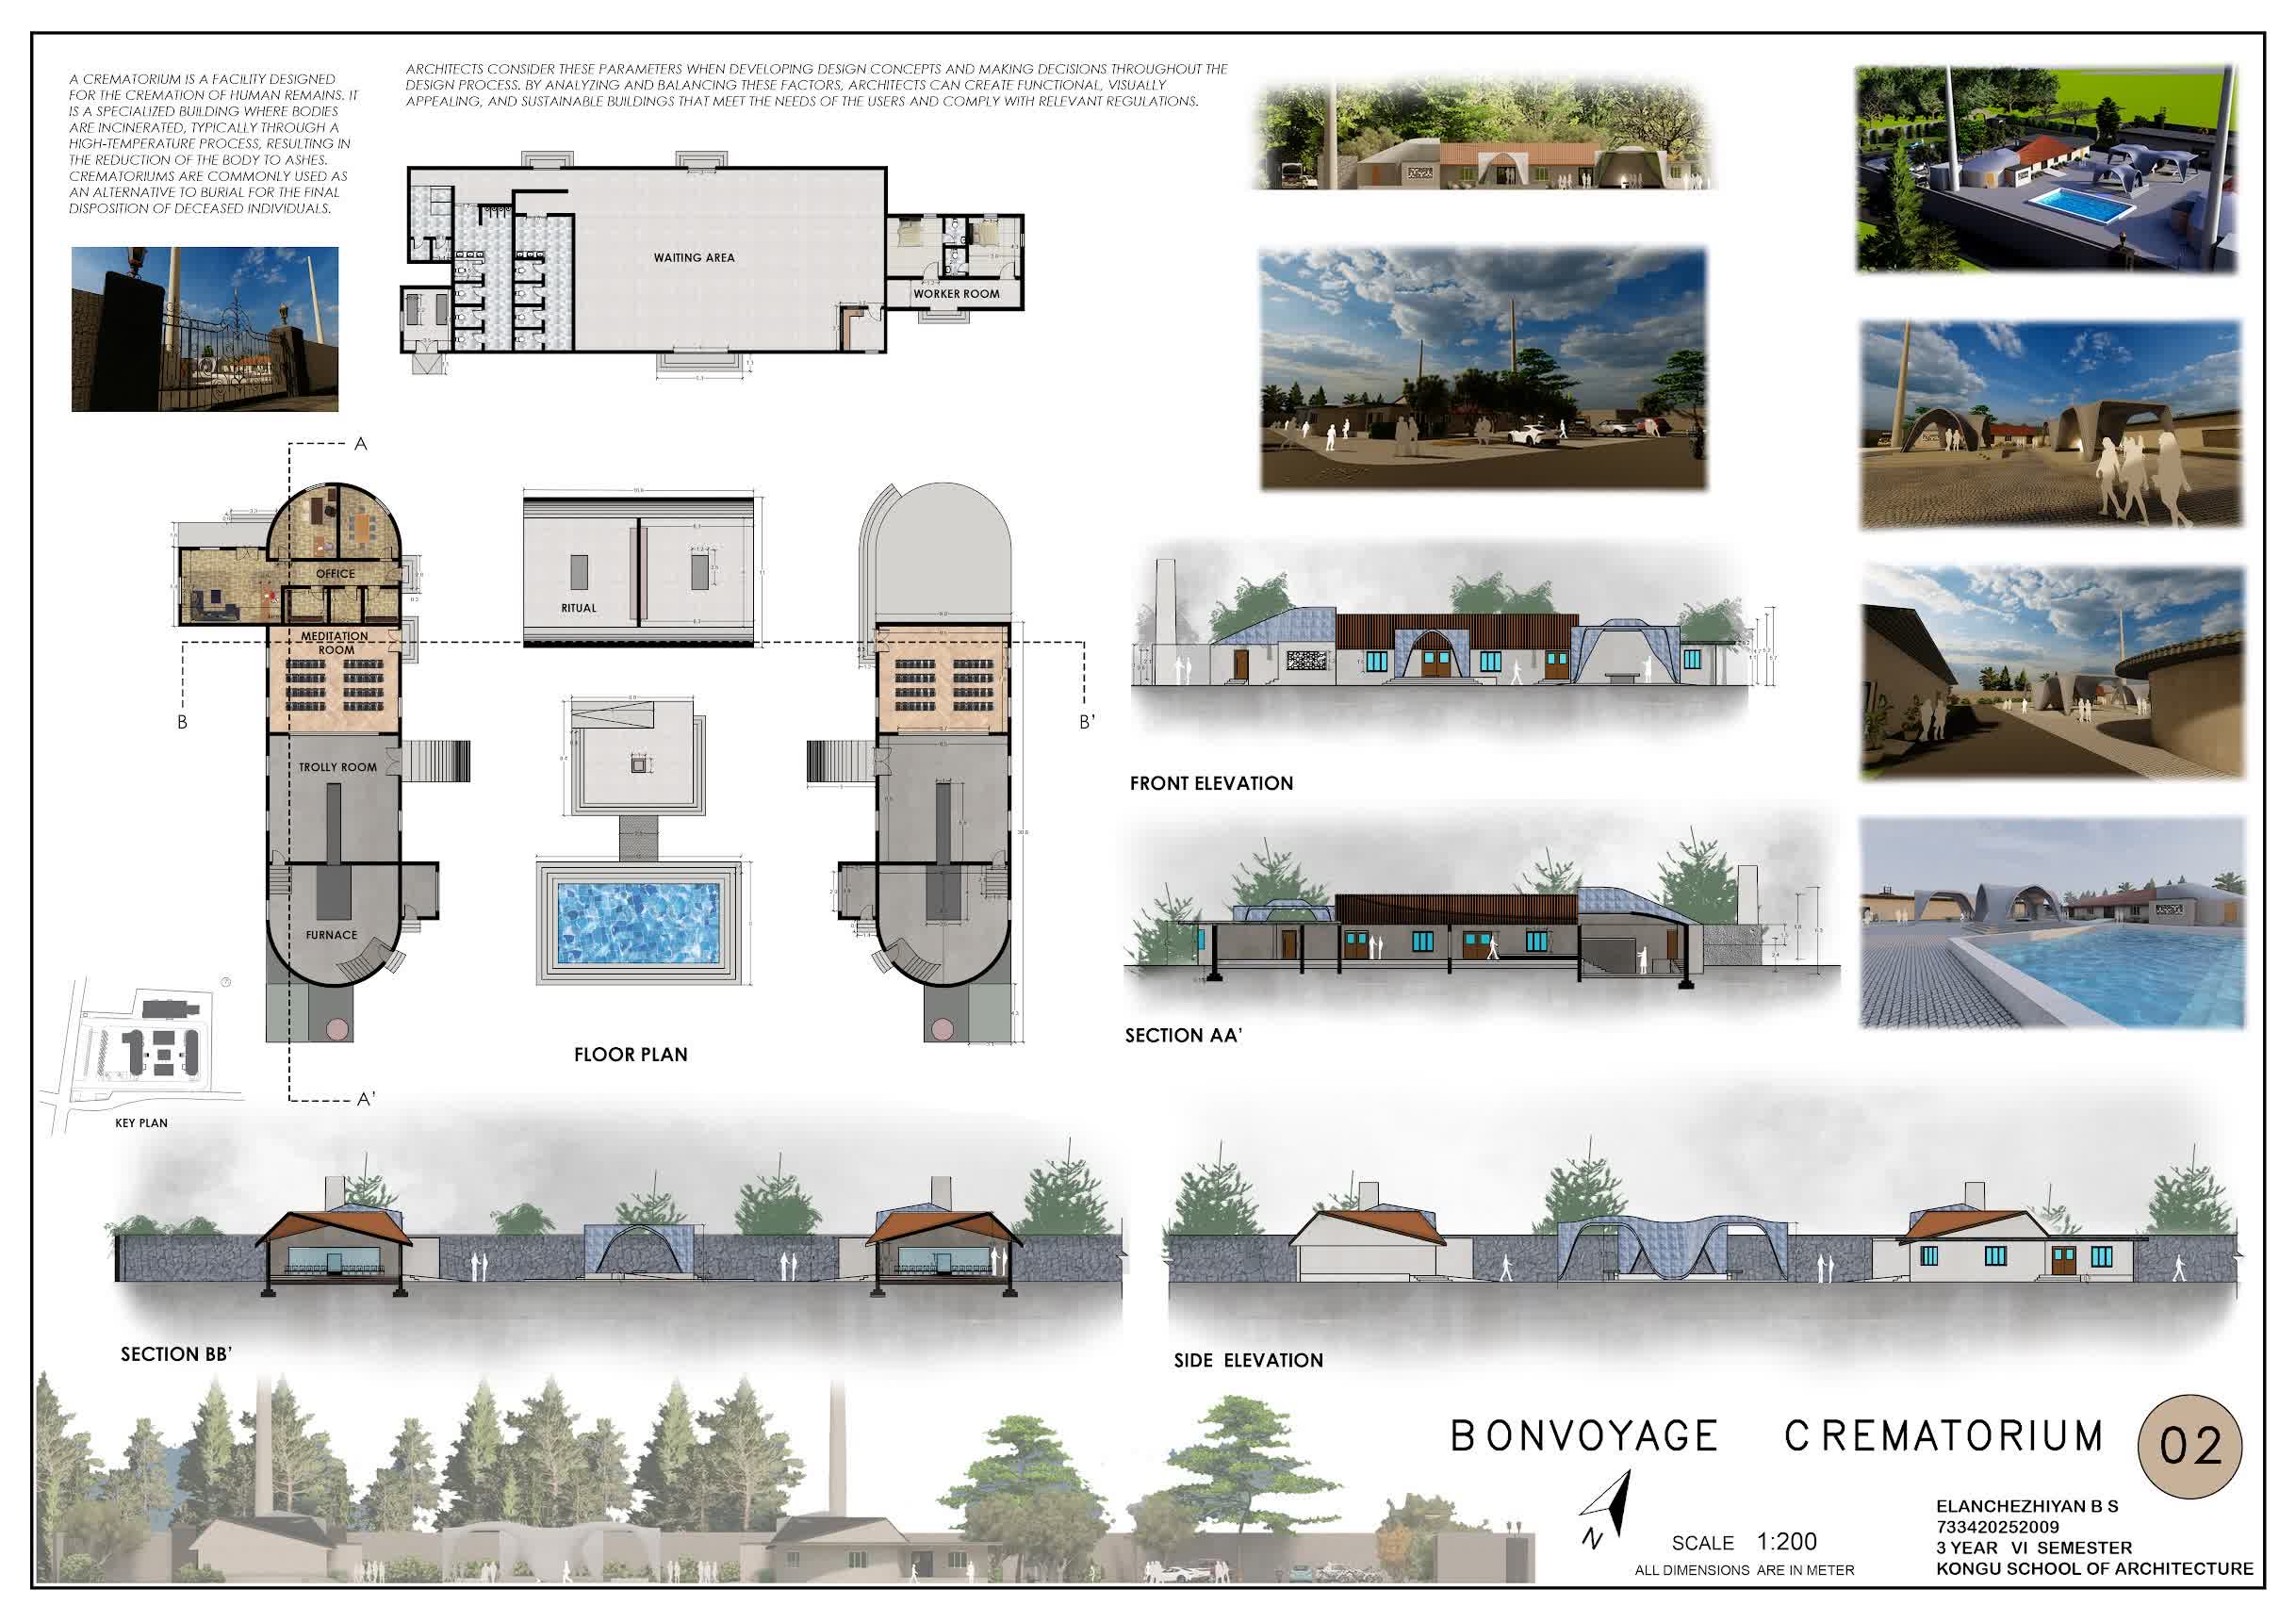 A CREMATORIUM IS A FACILITY DESIGNED
FOR THE CREMATION OF HUMAN REMAINS. IT
IS A SPECIALIZED BUILDING WHERE BODIES
ARE INCINERATED, TYPICALLY THROUGH A
HIGH-TEMPERATURE PROCESS, RESULTING IN
THE REDUCTION OF THE BODY TO ASHES.
CREMATORIUMS ARE COMMONLY USED AS
AN ALTERNATIVE TO BURIAL FOR THE FINAL
DISPOSITION OF DECEASED INDIVIDUALS.
ARCHITECTS CONSIDER THESE PARAMETERS WHEN DEVELOPING DESIGN CONCEPTS AND MAKING DECISIONS THROUGHOUT THE
DESIGN PROCESS. BY ANALYZING AND BALANCING THESE FACTORS, ARCHITECTS CAN CREATE FUNCTIONAL, VISUALLY
APPEALING, AND SUSTAINABLE BUILDINGS THAT MEET THE NEEDS OF THE USERS AND COMPLY WITH RELEVANT REGULATIONS.
WAITING AREA
WORKER ROOM
A
OFFICE
RITUAL
MEDITATION
ROOM
B
B'
TROLLY ROOM
FURNACE
FLOOR PLAN
A'
KEY PLAN
FRONT ELEVATION
SECTION AA'
SECTION BB'
SIDE ELEVATION
BONVOYAGE CREMATORIUM
02
N
SCALE 1:200
ALL DIMENSIONS ARE IN METER
ELANCHEZHIYAN B S
733420252009
3 YEAR VI SEMESTER
KONGU SCHOOL OF ARCHITECTURE